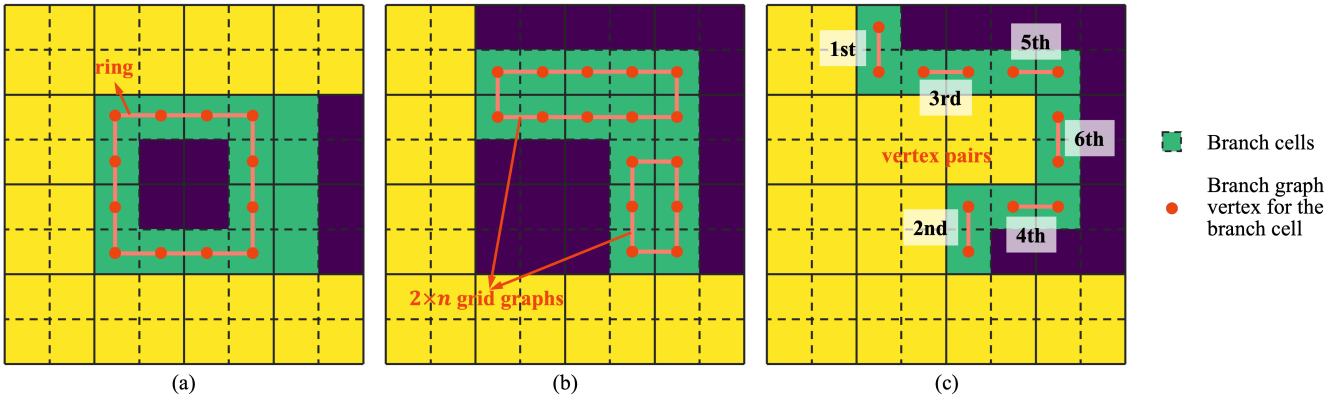 ring
(a)
2×n grid graphs
(b)
1st
5th
3rd
6th
vertex pairs
2nd
4th
(c)
Branch cells
Branch graph
vertex for the
branch cell